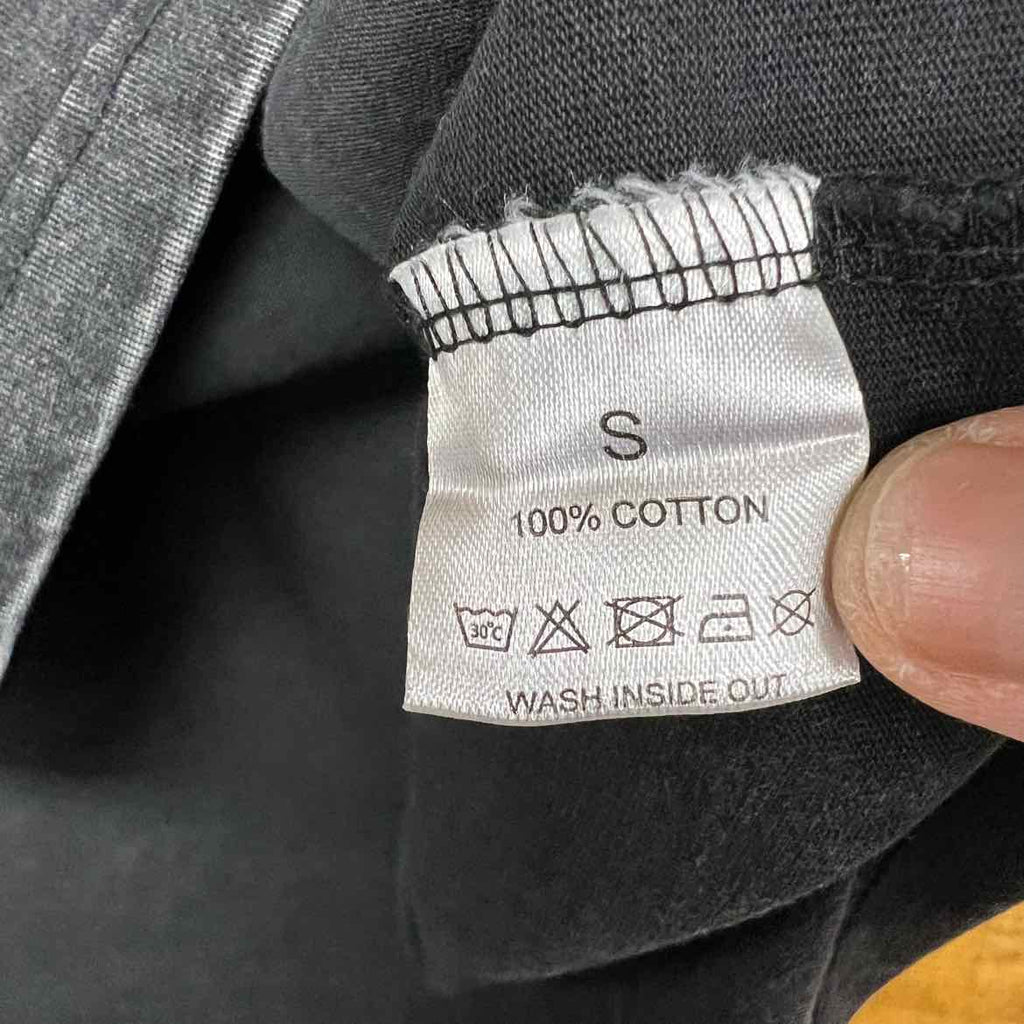 S
100% COTTON
30°C
WASH INSIDE OUT